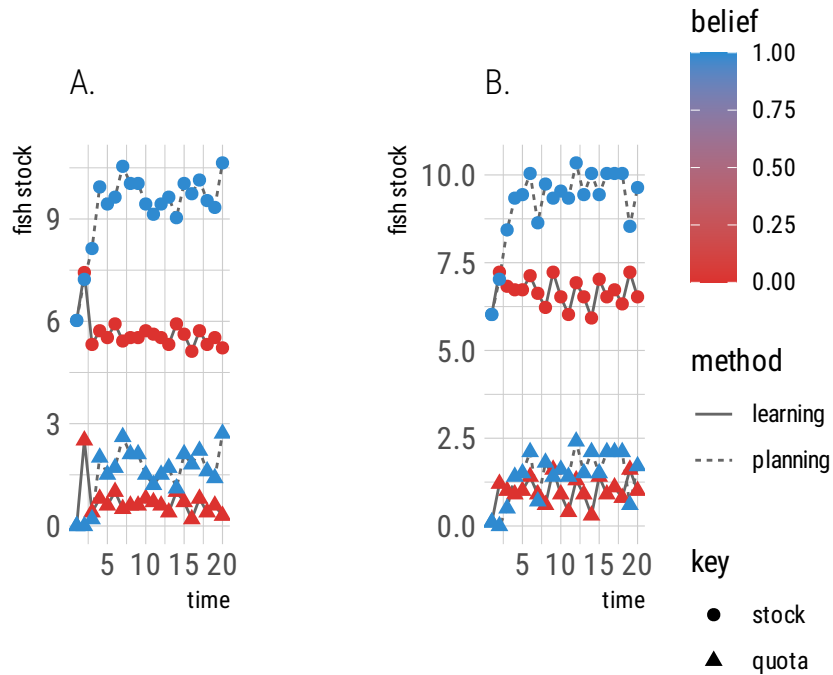 A.
fish stock
9
6
3
0
5 10 15 20
time
B.
fish stock
10.0
7.5
5.0
2.5
0.0
5 10 15 20
time
belief
1.00
0.75
0.50
0.25
0.00
method
learning
planning
key
stock
quota